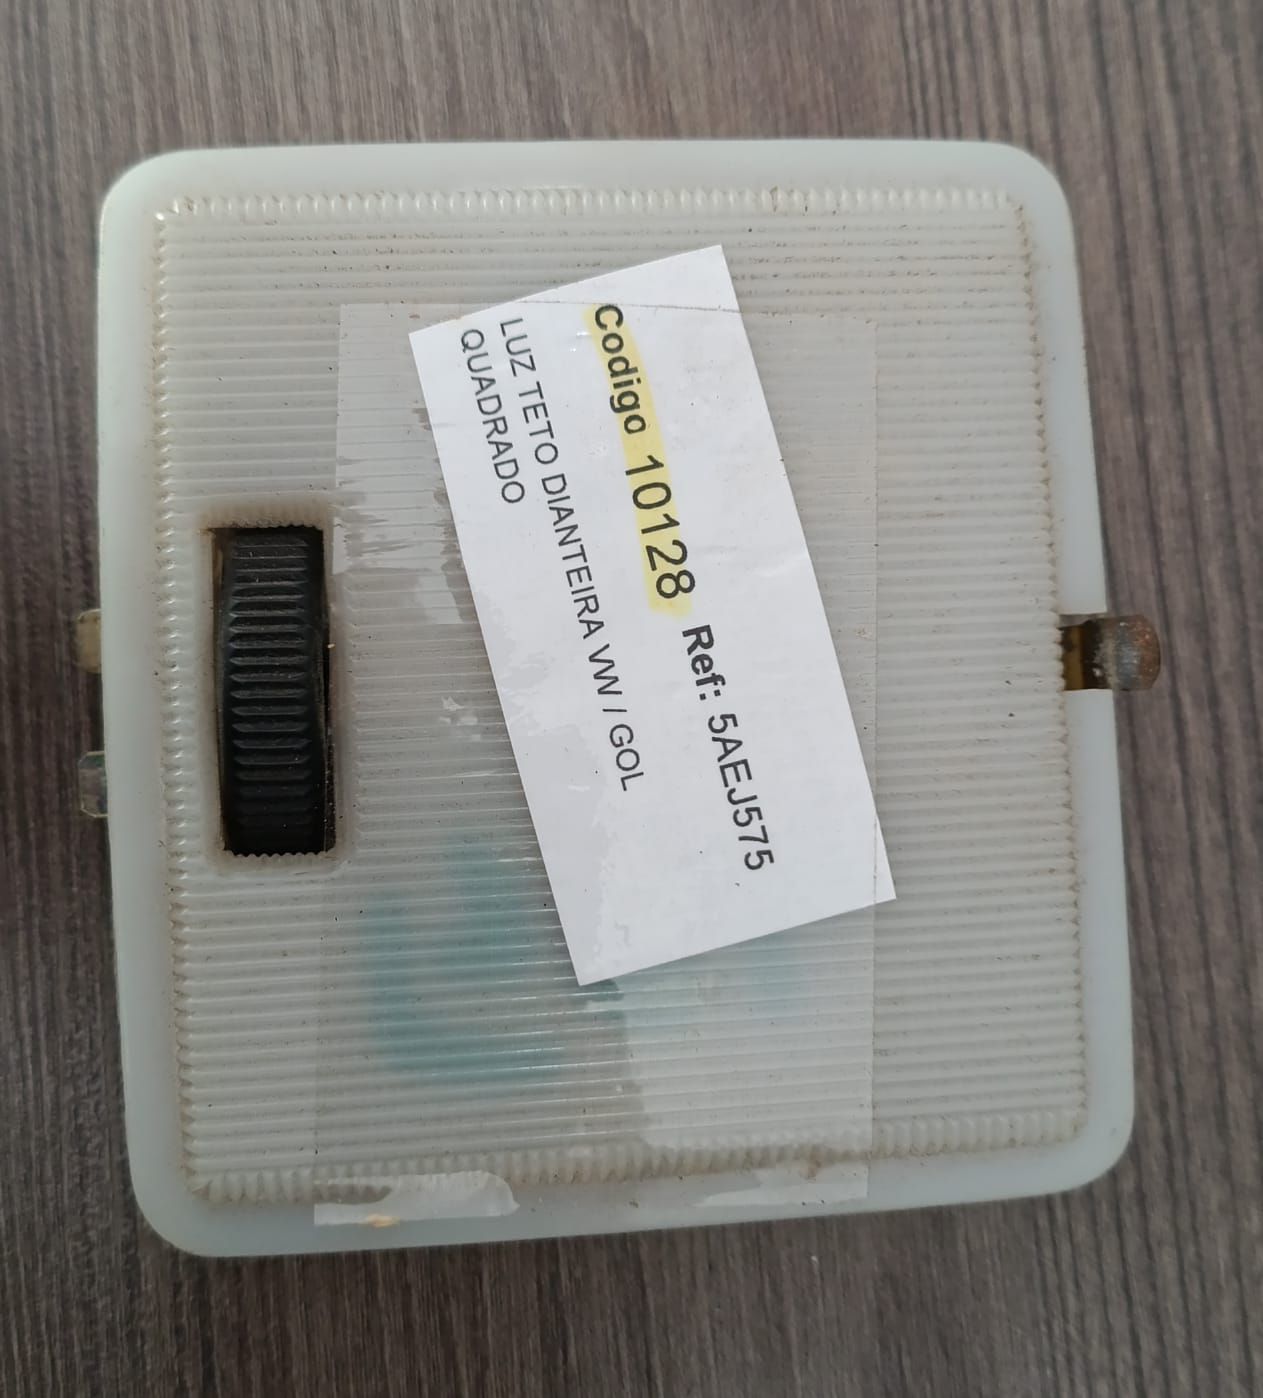 Codigo 10128 Ref: 5AEJ575
LUZ TETO DIANTEIRA VW / GOL
QUADRADO